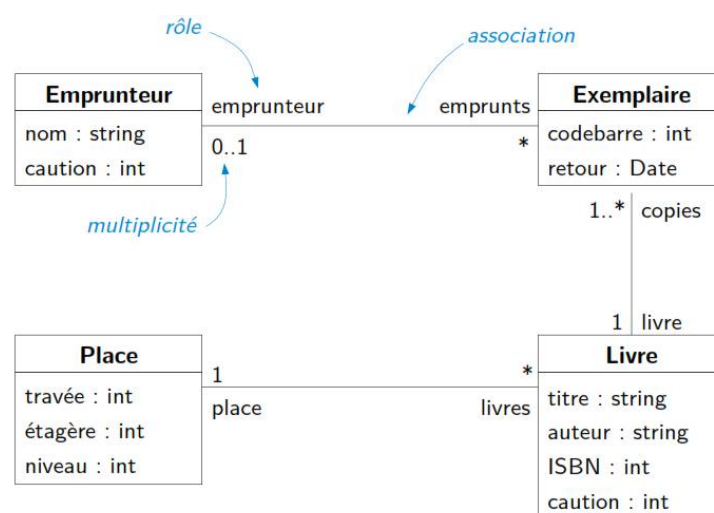 rôle
association
Emprunteur
nom : string
caution : int
emprunteur
emprunts
0..1
*
multiplicité
Exemplaire
codebarre : int
retour : Date
1..* copies
1 livre
Place
travée : int
étagère : int
niveau : int
1
*
place
livres
Livre
titre : string
auteur : string
ISBN : int
caution : int